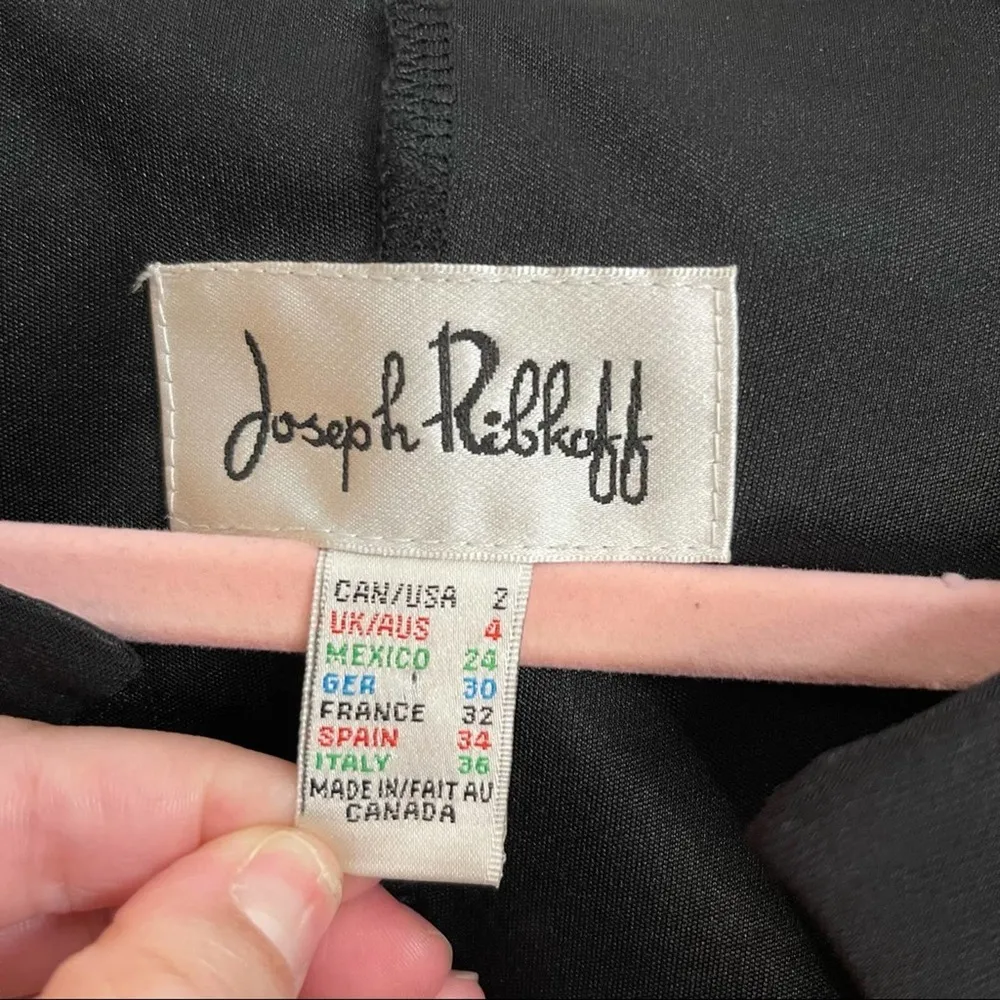 Joseph Ribkoff
CAN/USA 2
UK/AUS 4
MEXICO 24
GER 30
FRANCE 32
SPAIN 34
ITALY 36
MADE IN/FAIT AU
CANADA